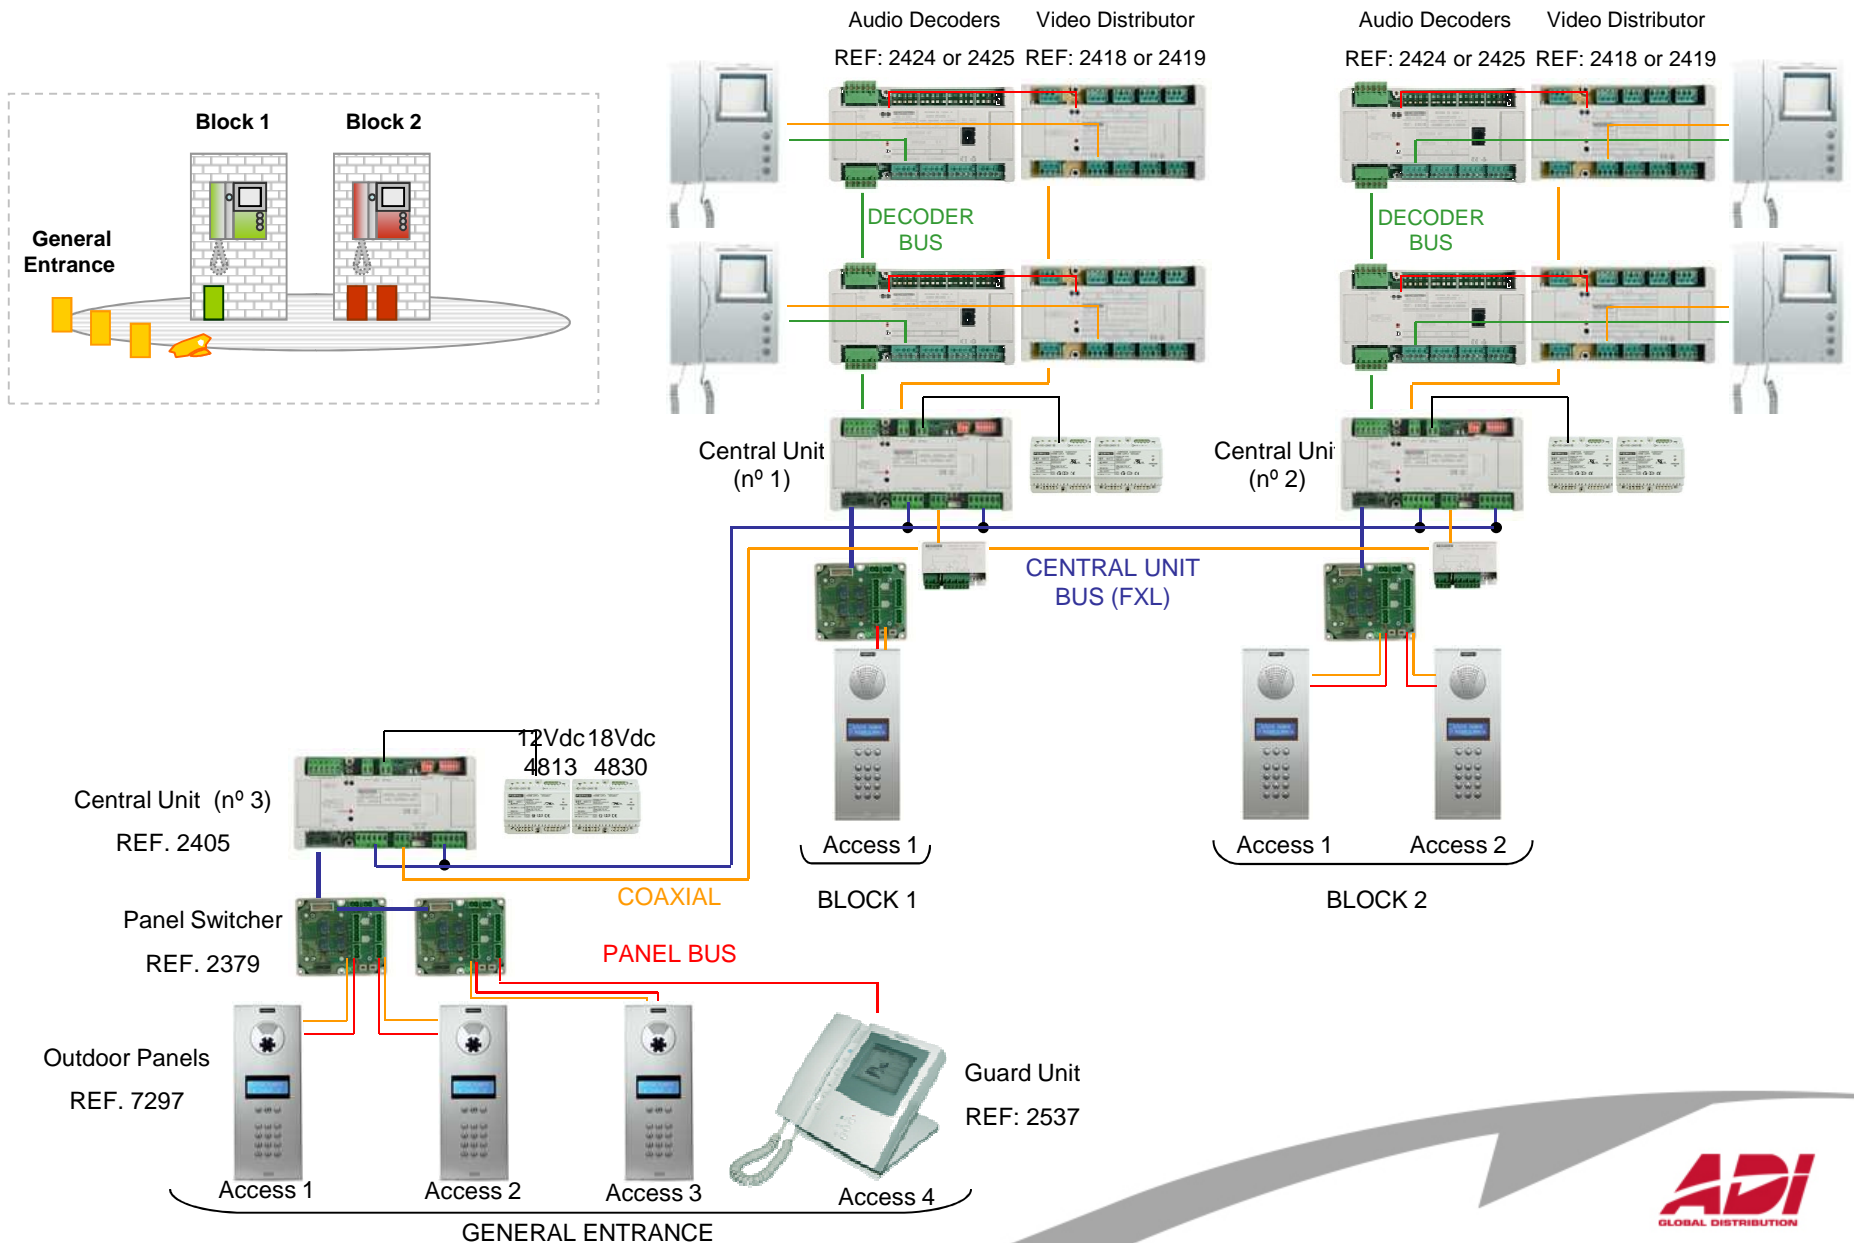 Audio Decoders
Video Distributor
REF: 2424 or 2425
REF: 2418 or 2419
Audio Decoders
Video Distributor
REF: 2424 or 2425
REF: 2418 or 2419
Block 1
Block 2
General
Entrance
DECODER
BUS
DECODER
BUS
Central Unit
(nº 1)
Central Uni
(nº 2)
CENTRAL UNIT
BUS (FXL)
12Vdc 18Vdc
4813 4830
Central Unit (nº 3)
REF. 2405
Access 1
BLOCK 1
Access 1
Access 2
BLOCK 2
COAXIAL
Panel Switcher
REF. 2379
PANEL BUS
Outdoor Panels
REF. 7297
Guard Unit
REF: 2537
Access 1
Access 2
Access 3
Access 4
GENERAL ENTRANCE
ADI
GLOBAL DISTRIBUTION